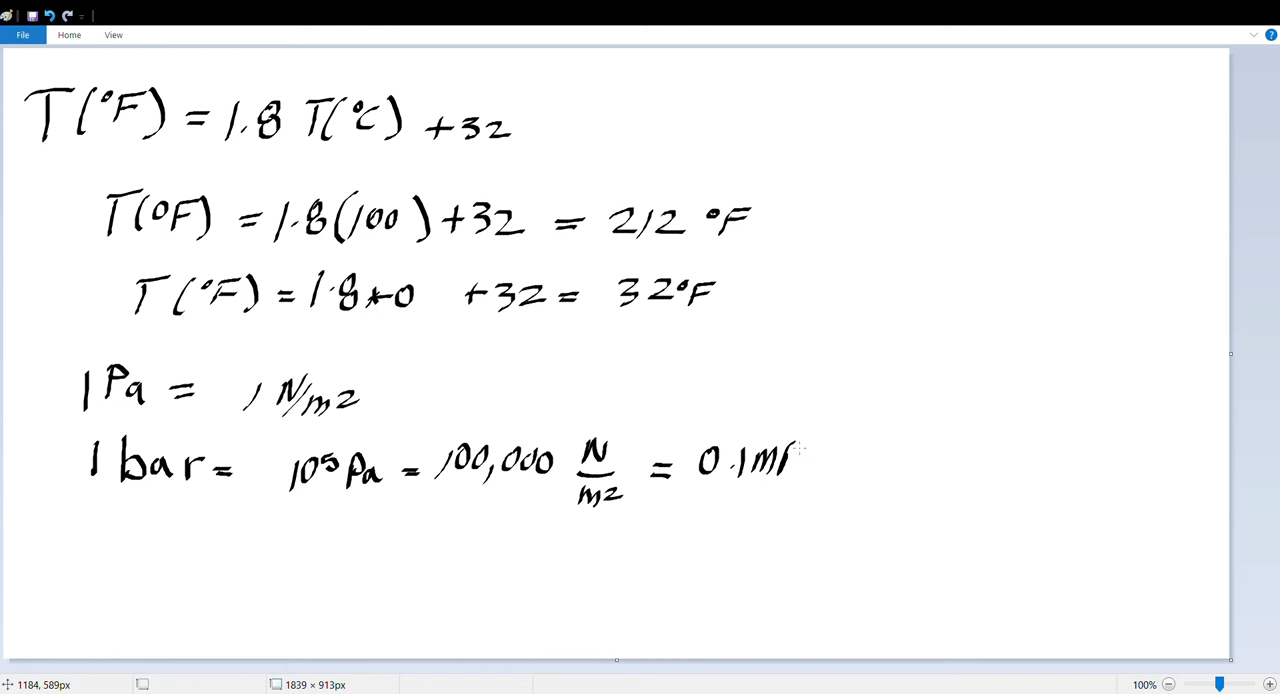 File Home View
T(°F) = 1.8 T(°C) +32
T(°F) = 1.8(100) +32 = 212 °F
T(°F) = 1.8*0 +32 = 32°F
1 Pa = 1 N/m2
1 bar = 10⁵ Pa = 100,000 N/m2 = 0.1 m
1184, 589px 1839 × 913px 100%